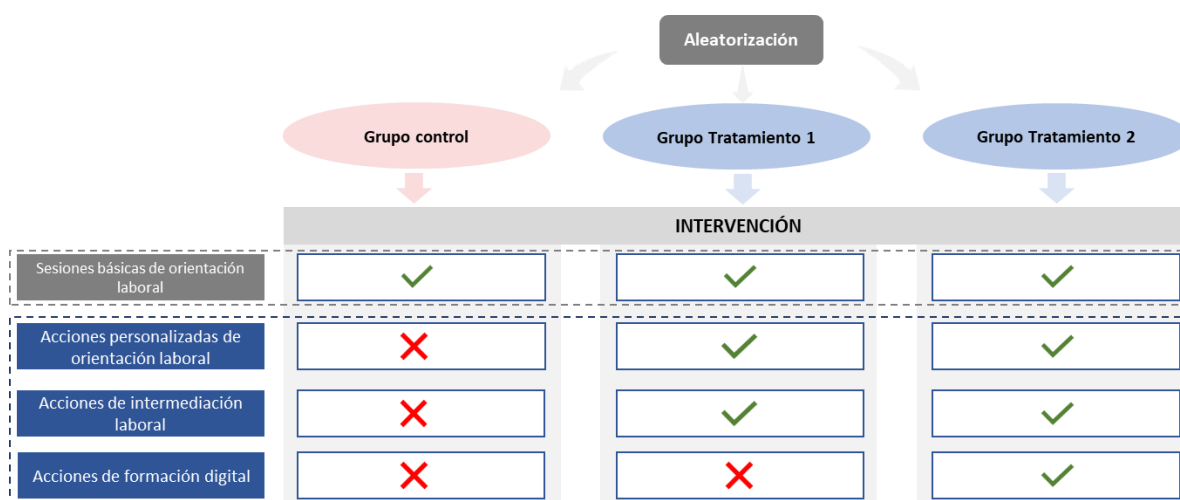 Aleatorización
Grupo control
Grupo Tratamiento 1
Grupo Tratamiento 2
INTERVENCIÓN
Sesiones básicas de orientación
laboral
Acciones personalizadas de
orientación laboral
Acciones de intermediación
laboral
Acciones de formación digital